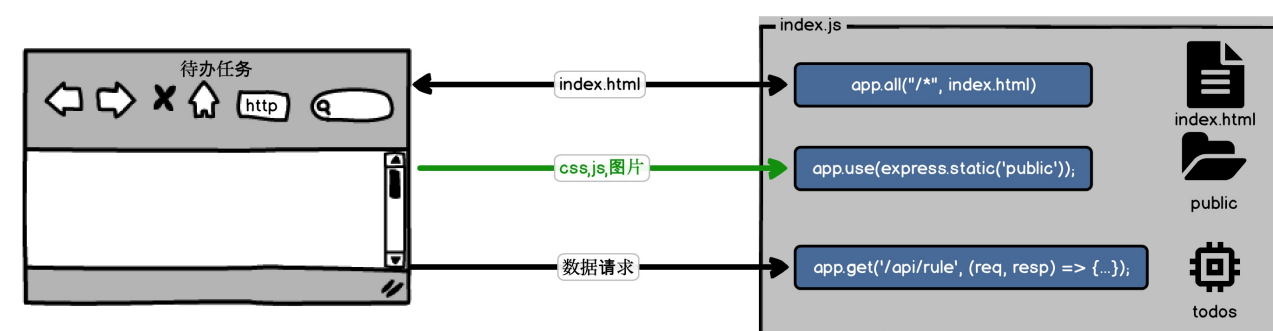 index.js
待办任务
http
index.html
app.all("/*", index.html)
index.html
css,js,图片
app.use(express.static('public'));
public
数据请求
app.get('/api/rule', (req, resp) => {...});
todos